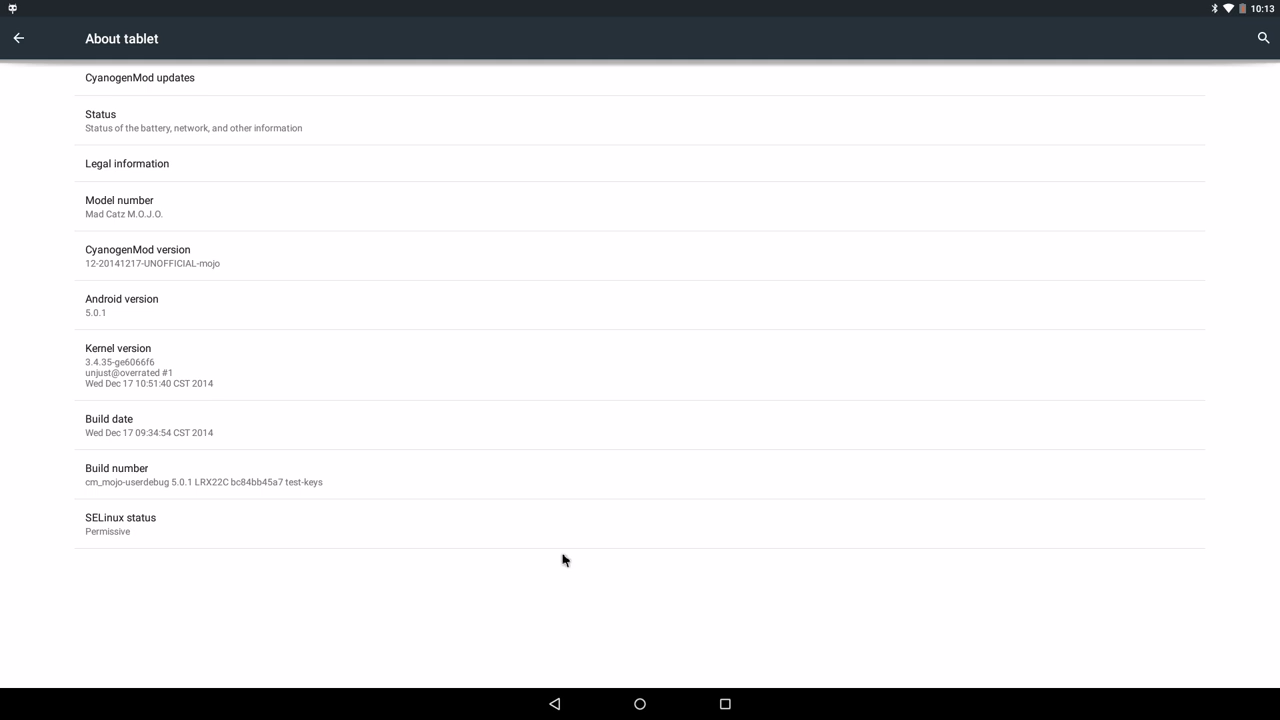 10:13
About tablet
CyanogenMod updates
Status
Status of the battery, network, and other information
Legal information
Model number
Mad Catz M.O.J.O.
CyanogenMod version
12-20141217-UNOFFICIAL-mojo
Android version
5.0.1
Kernel version
3.4.35-ge6066f6
unjust@overrated #1
Wed Dec 17 10:51:40 CST 2014
Build date
Wed Dec 17 09:34:54 CST 2014
Build number
cm_mojo-userdebug 5.0.1 LRX22C bc84bb45a7 test-keys
SELinux status
Permissive